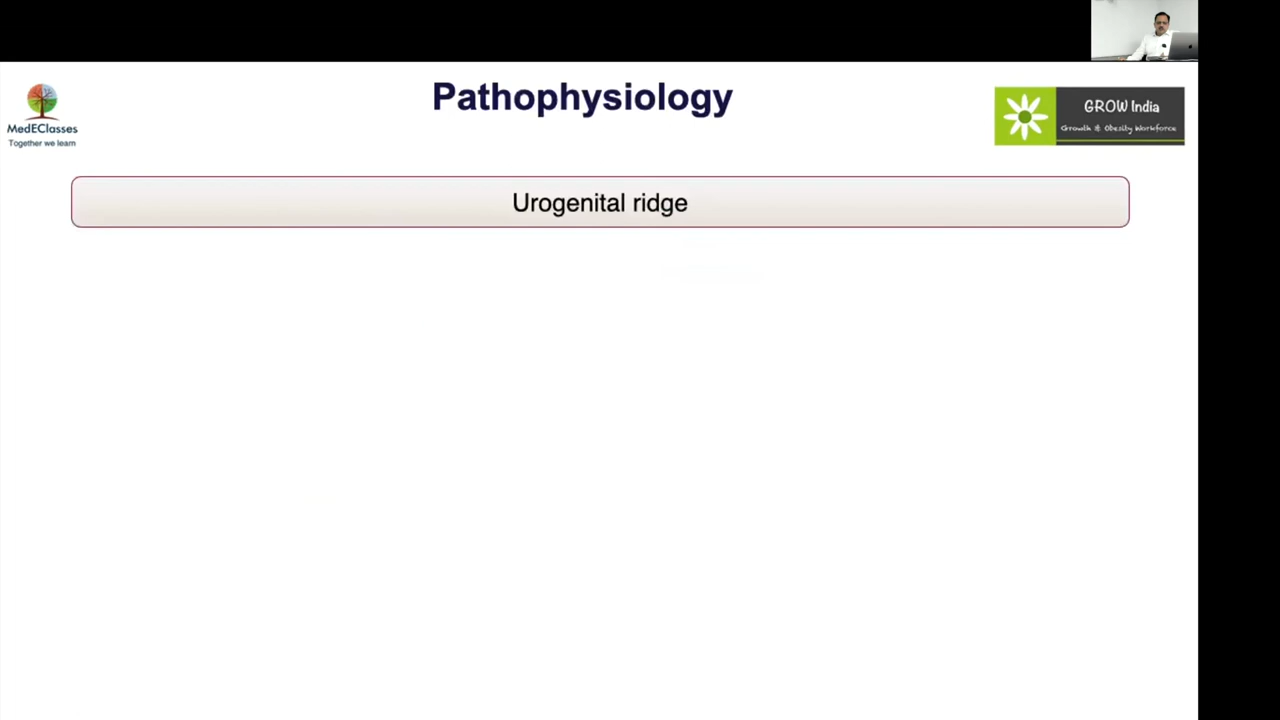 Pathophysiology
MedEClasses
Together we learn
GROW India
Growth & Obesity Workforce
Urogenital ridge